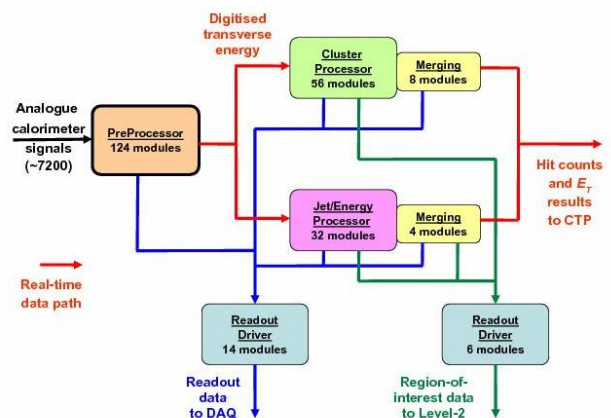 Digitised
transverse
energy
Cluster
Processor
56 modules
Merging
8 modules
Analogue
calorimeter
signals
(~7200)
PreProcessor
124 modules
Hit counts
and E_T
results
to CTP
Jet/Energy
Processor
32 modules
Merging
4 modules
Real-time
data path
Readout
Driver
14 modules
Readout
Driver
6 modules
Readout
data
to DAQ
Region-of-
interest data
to Level-2